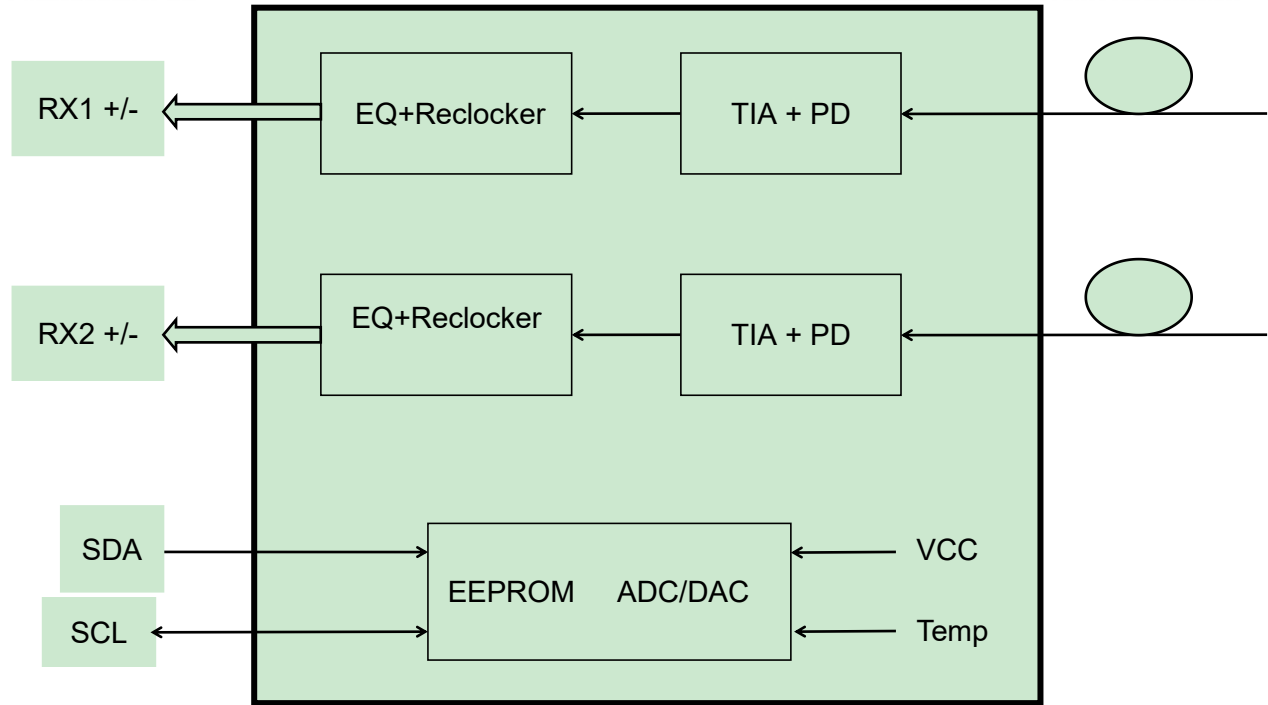 RX1 +/-
EQ+Reclocker
TIA + PD
RX2 +/-
EQ+Reclocker
TIA + PD
SDA
EEPROM ADC/DAC
VCC
SCL
Temp